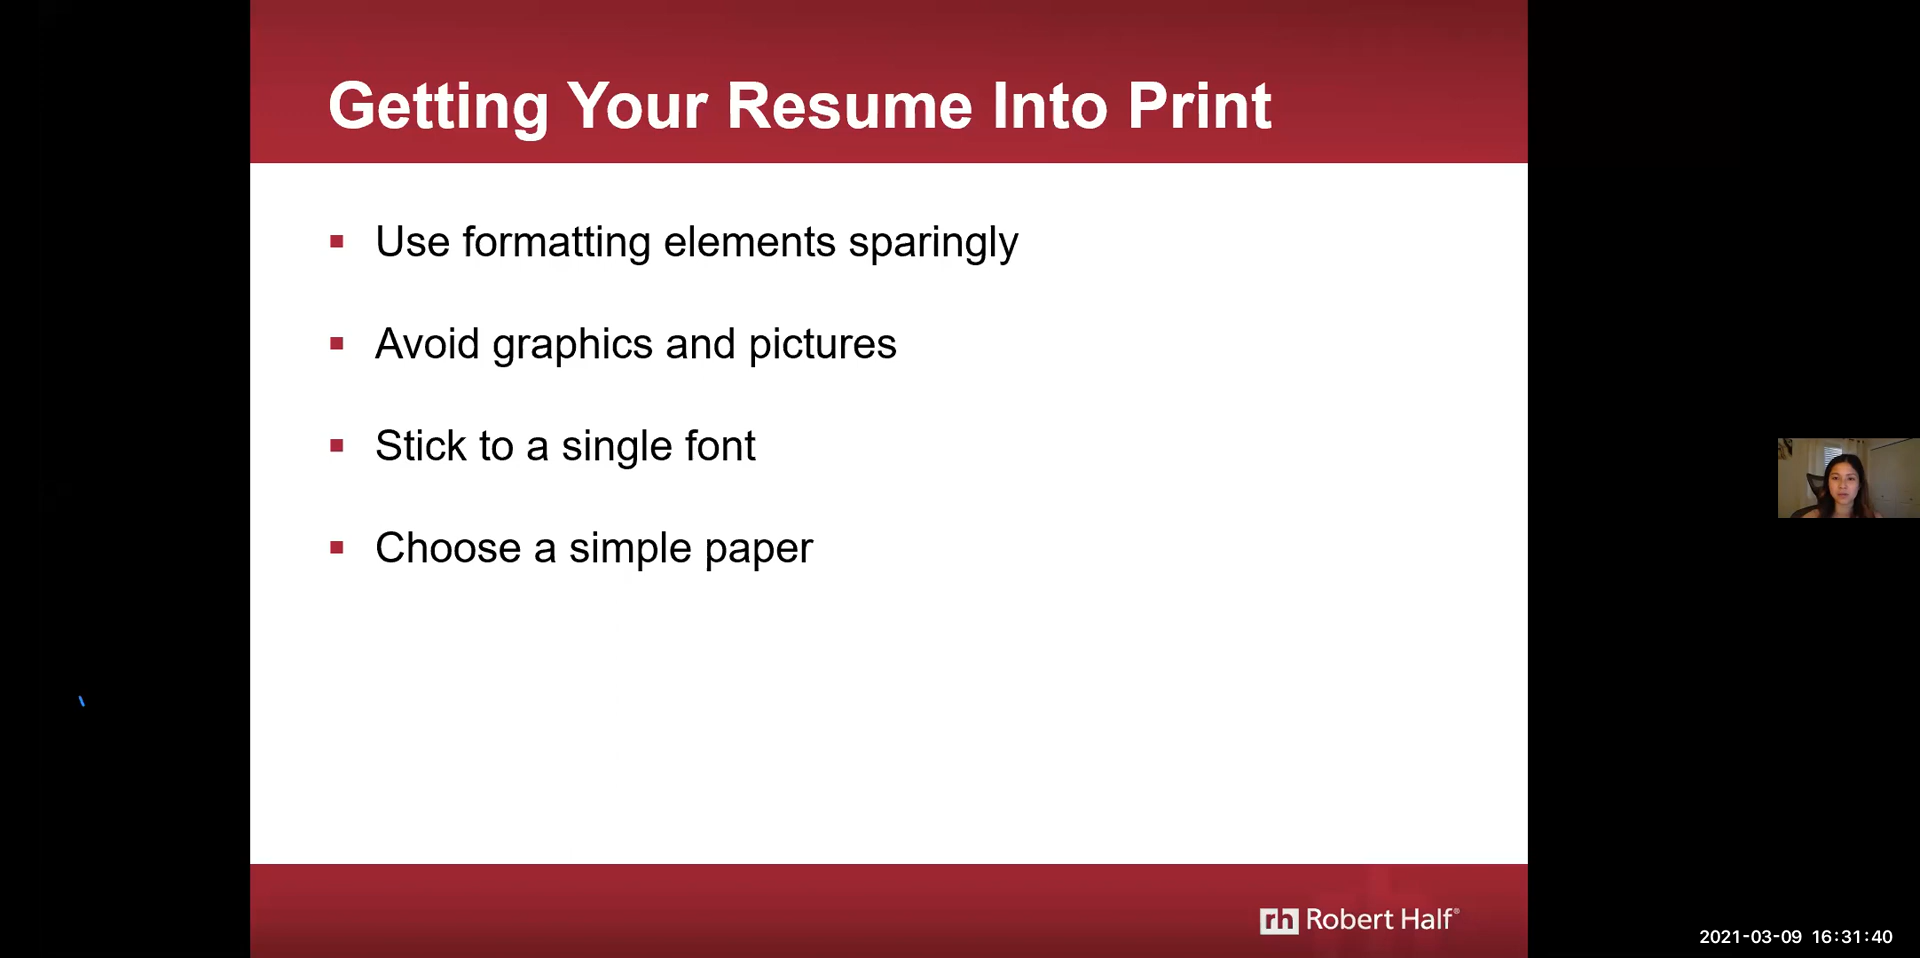 Getting Your Resume Into Print
Use formatting elements sparingly
Avoid graphics and pictures
Stick to a single font
Choose a simple paper
rh Robert Half®
2021-03-09 16:31:40